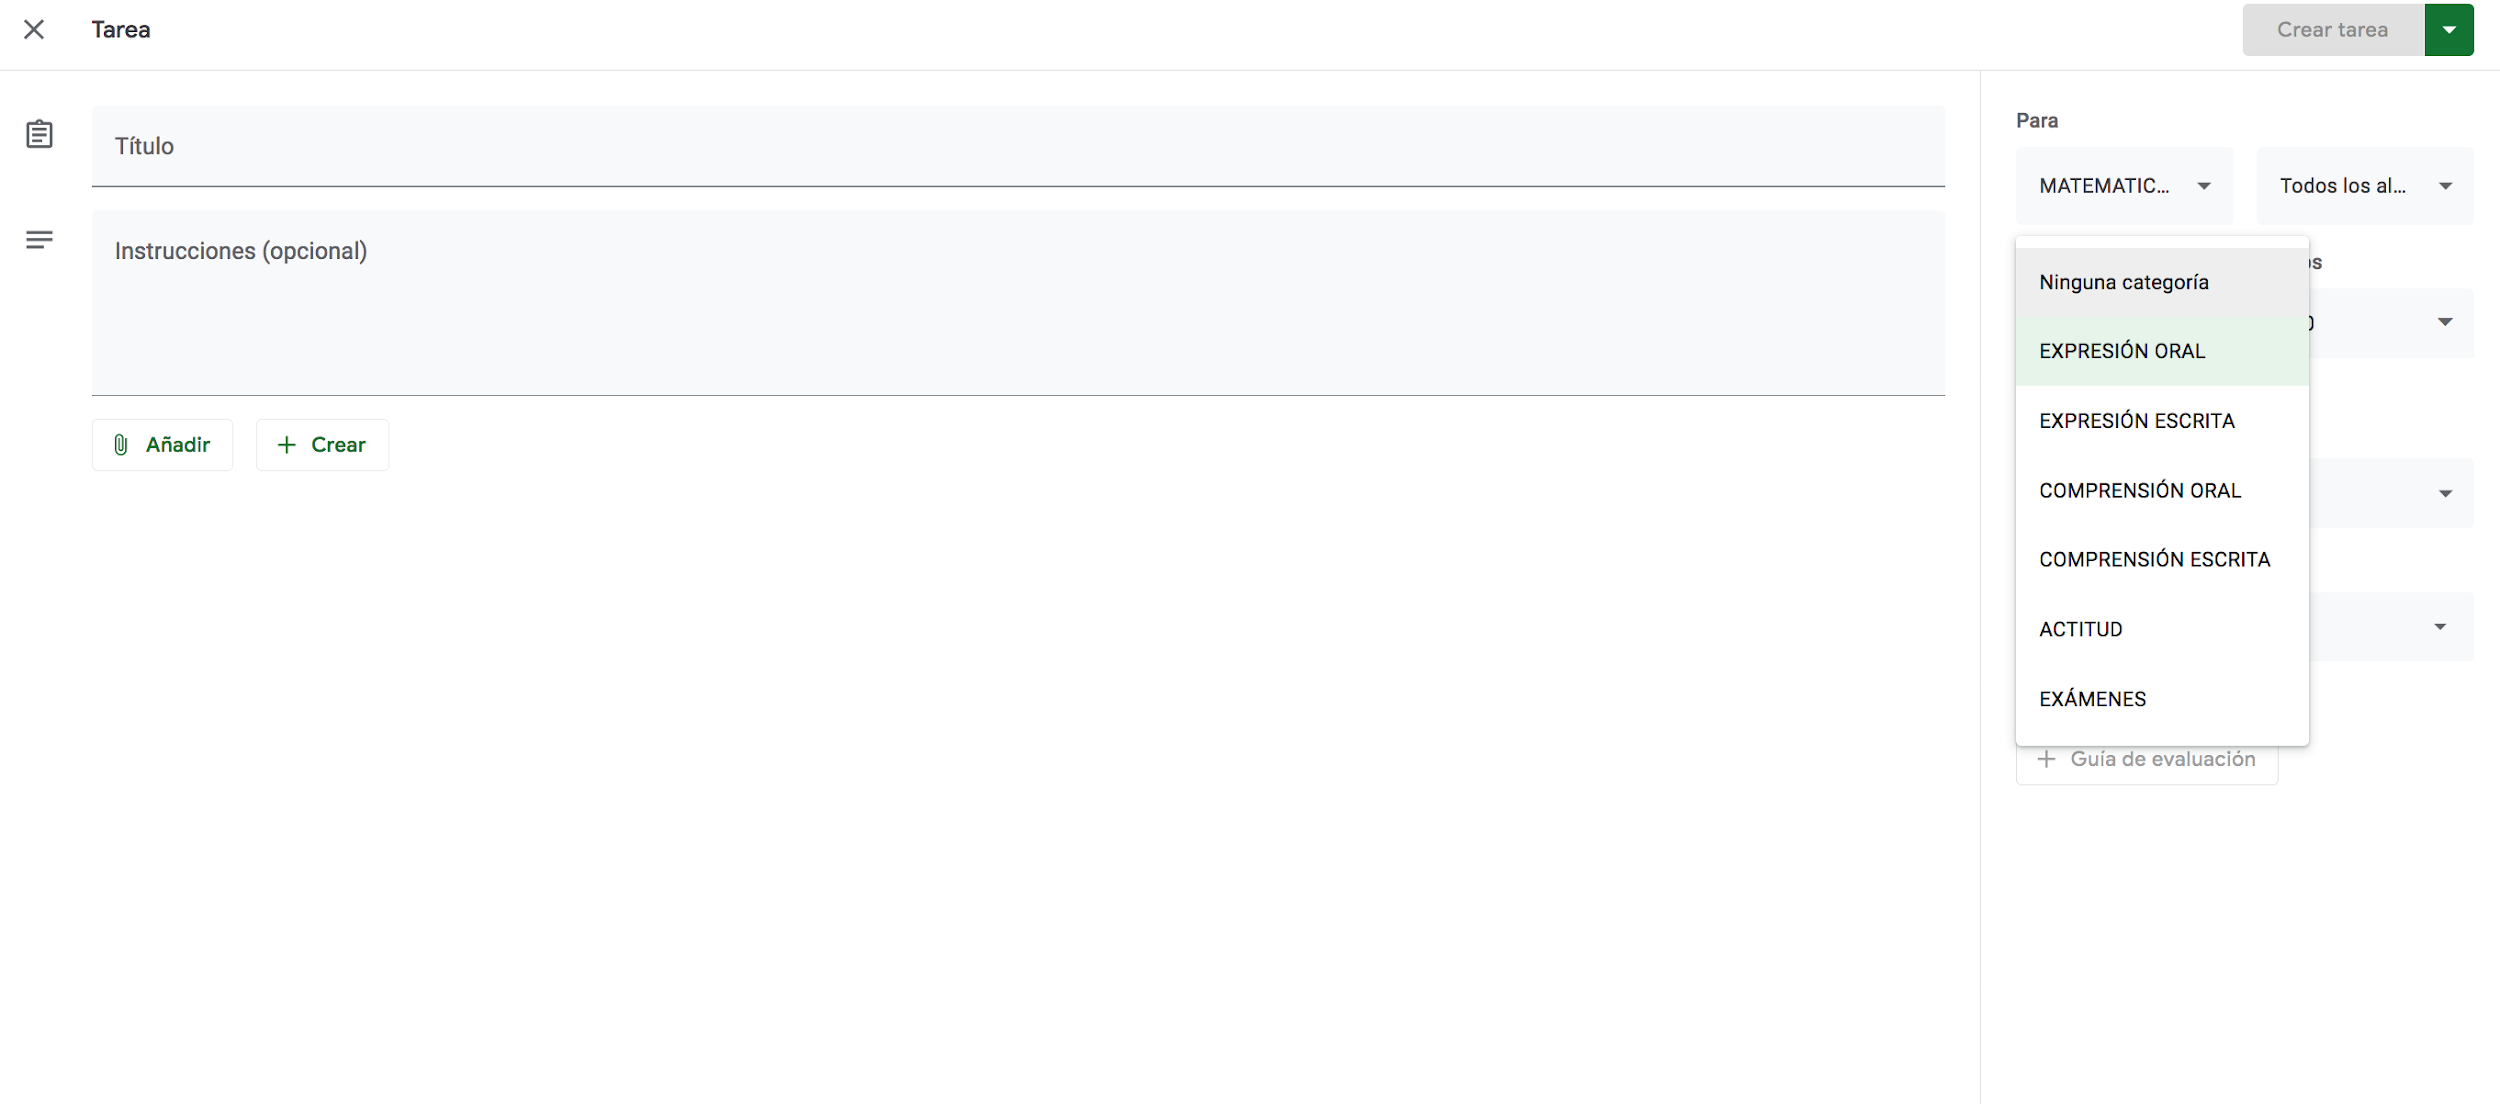 Tarea
Crear tarea
Título
Instrucciones (opcional)
Añadir
Crear
Para
MATEMATIC...
Todos los al...
Ninguna categoría
EXPRESIÓN ORAL
EXPRESIÓN ESCRITA
COMPRENSIÓN ORAL
COMPRENSIÓN ESCRITA
ACTITUD
EXÁMENES
Guía de evaluación